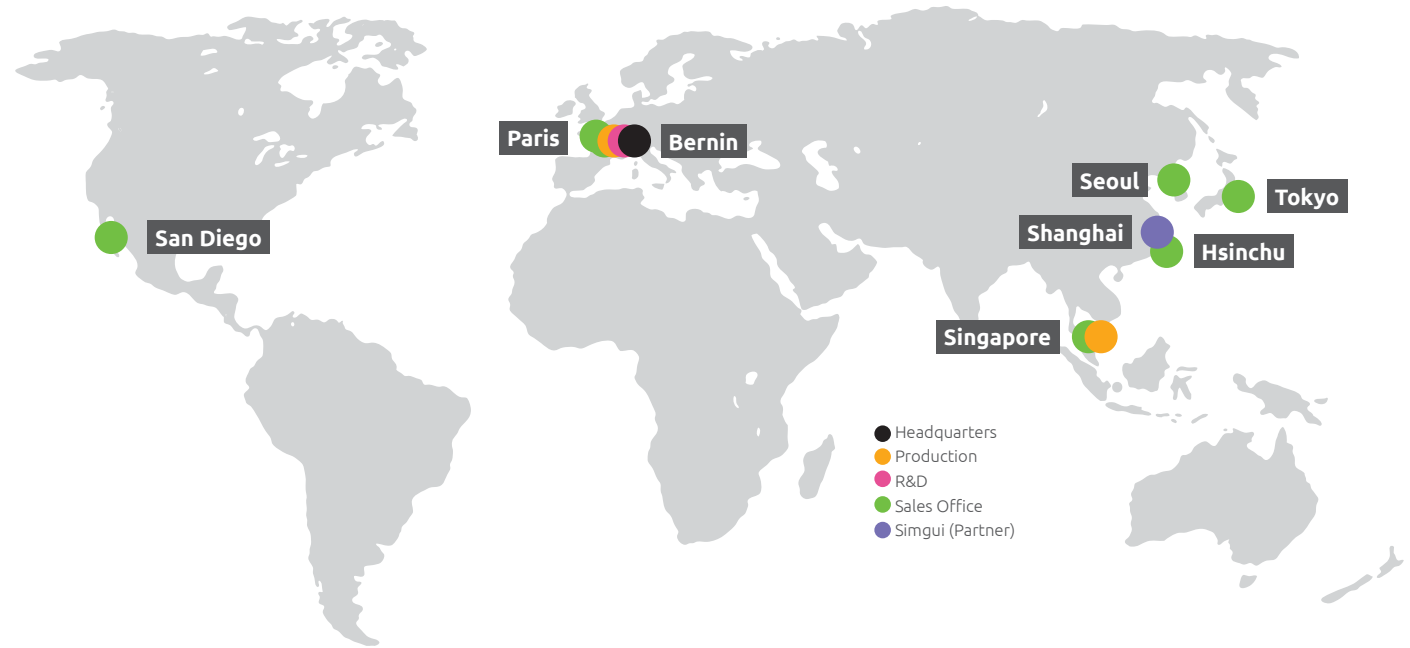 Paris
Bernin
Seoul
Tokyo
San Diego
Shanghai
Hsinchu
Singapore
Headquarters
Production
R&D
Sales Office
Simgui (Partner)